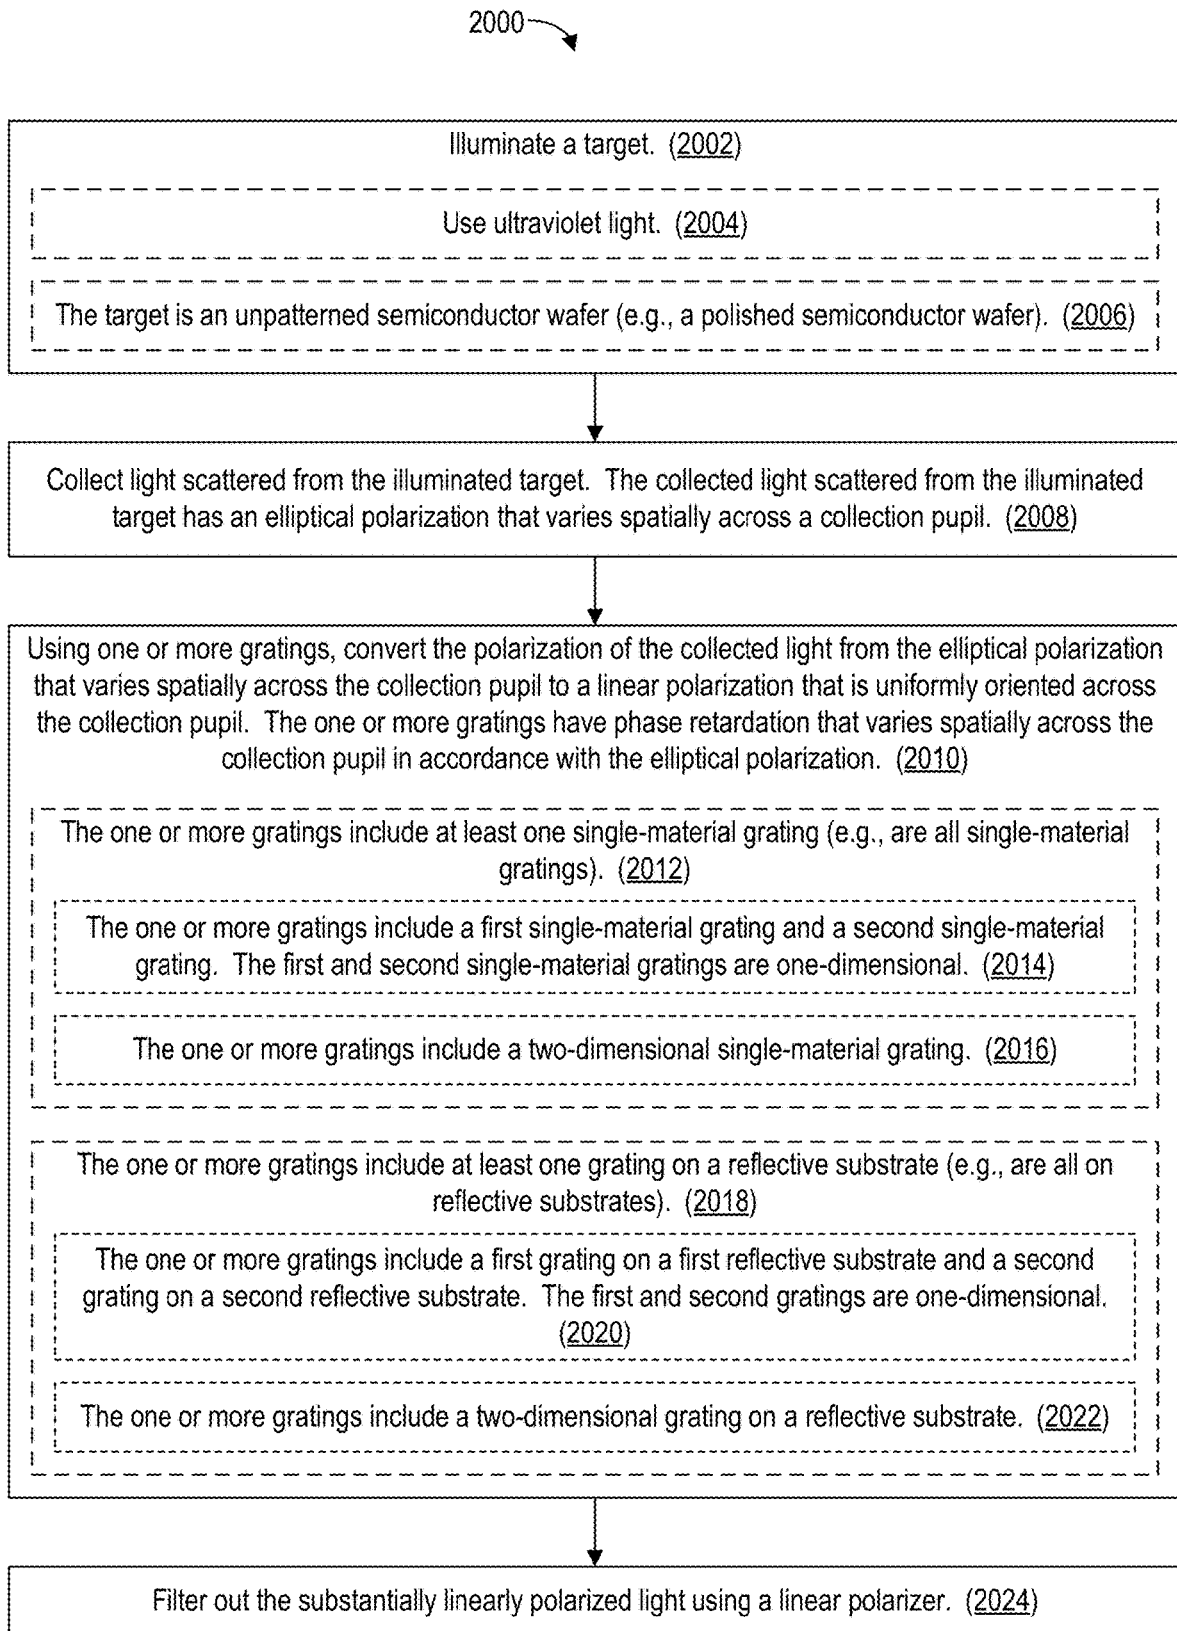 2000
Illuminate a target. (2002)
Use ultraviolet light. (2004)
The target is an unpatterned semiconductor wafer (e.g., a polished semiconductor wafer). (2006)
Collect light scattered from the illuminated target. The collected light scattered from the illuminated
target has an elliptical polarization that varies spatially across a collection pupil. (2008)
Using one or more gratings, convert the polarization of the collected light from the elliptical polarization
that varies spatially across the collection pupil to a linear polarization that is uniformly oriented across
the collection pupil. The one or more gratings have phase retardation that varies spatially across the
collection pupil in accordance with the elliptical polarization. (2010)
The one or more gratings include at least one single-material grating (e.g., are all single-material
gratings). (2012)
The one or more gratings include a first single-material grating and a second single-material
grating. The first and second single-material gratings are one-dimensional. (2014)
The one or more gratings include a two-dimensional single-material grating. (2016)
The one or more gratings include at least one grating on a reflective substrate (e.g., are all on
reflective substrates). (2018)
The one or more gratings include a first grating on a first reflective substrate and a second
grating on a second reflective substrate. The first and second gratings are one-dimensional.
(2020)
The one or more gratings include a two-dimensional grating on a reflective substrate. (2022)
Filter out the substantially linearly polarized light using a linear polarizer. (2024)